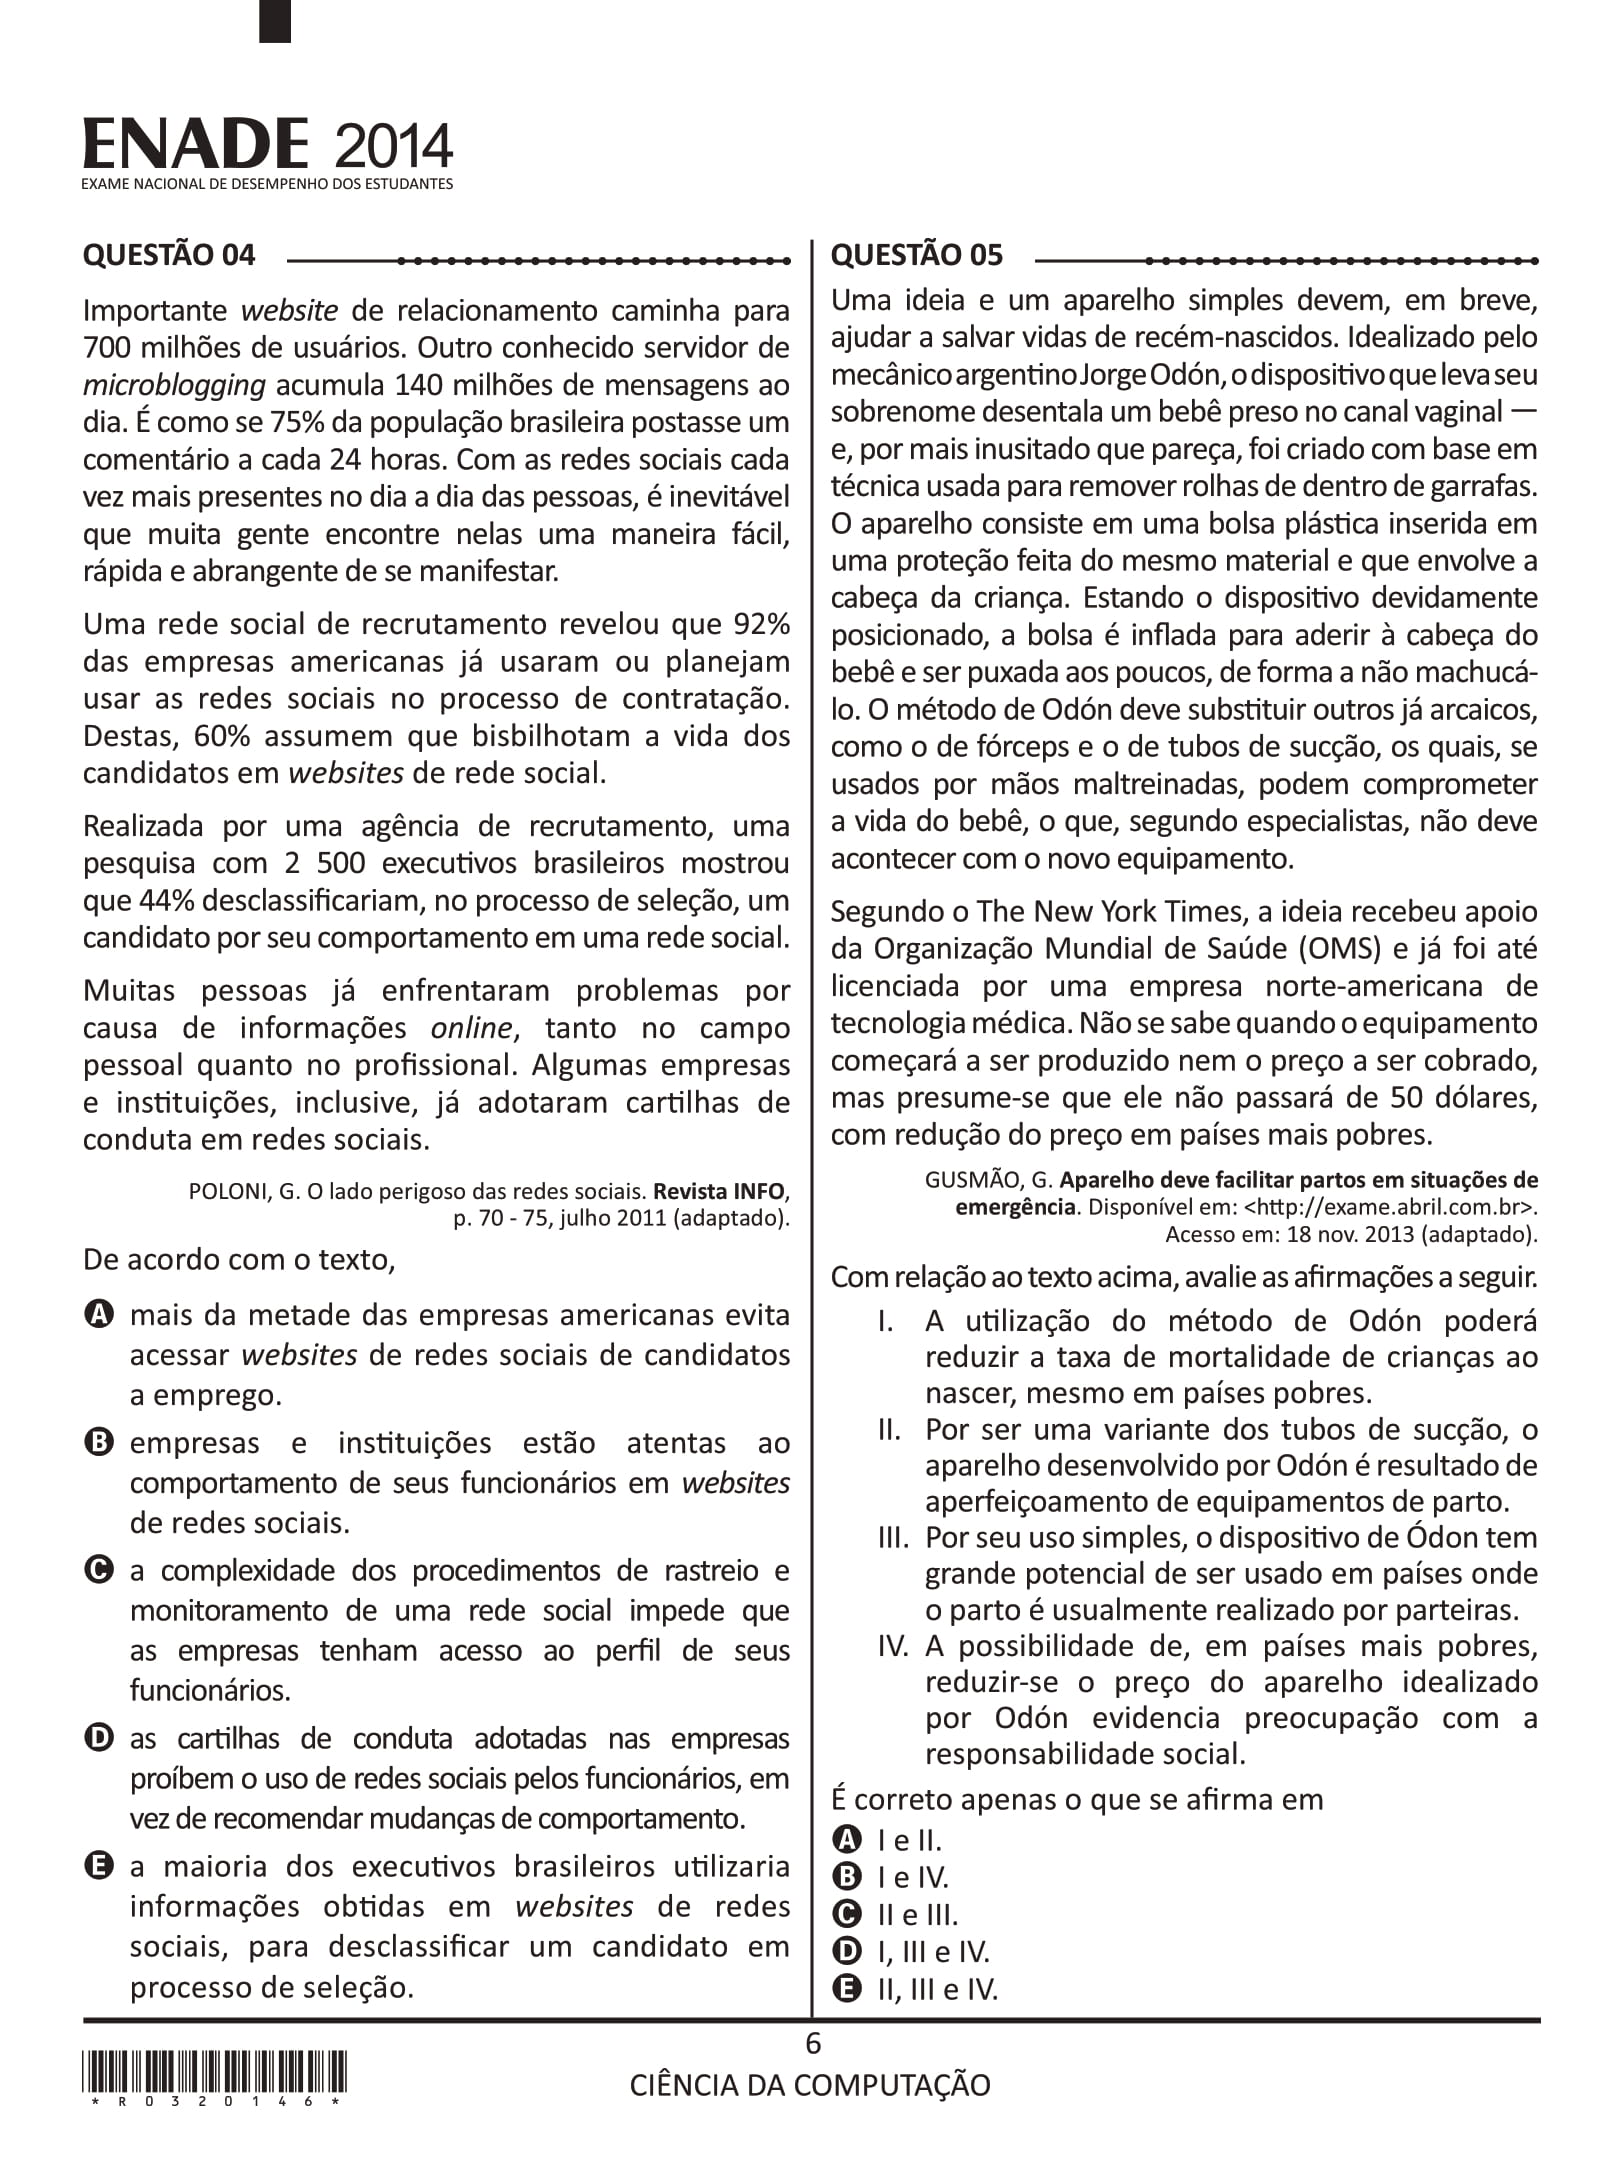 ENADE 2014
EXAME NACIONAL DE DESEMPENHO DOS ESTUDANTES
QUESTÃO 04
Importante website de relacionamento caminha para
700 milhões de usuários. Outro conhecido servidor de
microblogging acumula 140 milhões de mensagens ao
dia. É como se 75% da população brasileira postasse um
comentário a cada 24 horas. Com as redes sociais cada
vez mais presentes no dia a dia das pessoas, é inevitável
que muita gente encontre nelas uma maneira fácil,
rápida e abrangente de se manifestar.
Uma rede social de recrutamento revelou que 92%
das empresas americanas já usaram ou planejam
usar as redes sociais no processo de contratação.
Destas, 60% assumem que bisbilhotam a vida dos
candidatos em websites de rede social.
Realizada por uma agência de recrutamento, uma
pesquisa com 2 500 executivos brasileiros mostrou
que 44% desclassificariam, no processo de seleção, um
candidato por seu comportamento em uma rede social.
Muitas pessoas já enfrentaram problemas por
causa de informações online, tanto no campo
pessoal quanto no profissional. Algumas empresas
e instituições, inclusive, já adotaram cartilhas de
conduta em redes sociais.
POLONI, G. O lado perigoso das redes sociais. Revista INFO,
p. 70 - 75, julho 2011 (adaptado).
De acordo com o texto,
A mais da metade das empresas americanas evita
acessar websites de redes sociais de candidatos
a emprego.
B empresas e instituições estão atentas ao
comportamento de seus funcionários em websites
de redes sociais.
C a complexidade dos procedimentos de rastreio e
monitoramento de uma rede social impede que
as empresas tenham acesso ao perfil de seus
funcionários.
D as cartilhas de conduta adotadas nas empresas
proíbem o uso de redes sociais pelos funcionários, em
vez de recomendar mudanças de comportamento.
E a maioria dos executivos brasileiros utilizaria
informações obtidas em websites de redes
sociais, para desclassificar um candidato em
processo de seleção.
QUESTÃO 05
Uma ideia e um aparelho simples devem, em breve,
ajudar a salvar vidas de recém-nascidos. Idealizado pelo
mecânico argentino Jorge Odón, o dispositivo que leva seu
sobrenome desentala um bebê preso no canal vaginal —
e, por mais inusitado que pareça, foi criado com base em
técnica usada para remover rolhas de dentro de garrafas.
O aparelho consiste em uma bolsa plástica inserida em
uma proteção feita do mesmo material e que envolve a
cabeça da criança. Estando o dispositivo devidamente
posicionado, a bolsa é inflada para aderir à cabeça do
bebê e ser puxada aos poucos, de forma a não machucá-
lo. O método de Odón deve substituir outros já arcaicos,
como o de fórceps e o de tubos de sucção, os quais, se
usados por mãos maltreinadas, podem comprometer
a vida do bebê, o que, segundo especialistas, não deve
acontecer com o novo equipamento.
Segundo o The New York Times, a ideia recebeu apoio
da Organização Mundial de Saúde (OMS) e já foi até
licenciada por uma empresa norte-americana de
tecnologia médica. Não se sabe quando o equipamento
começará a ser produzido nem o preço a ser cobrado,
mas presume-se que ele não passará de 50 dólares,
com redução do preço em países mais pobres.
GUSMÃO, G. Aparelho deve facilitar partos em situações de
emergência. Disponível em: <http://exame.abril.com.br>.
Acesso em: 18 nov. 2013 (adaptado).
Com relação ao texto acima, avalie as afirmações a seguir.
I. A utilização do método de Odón poderá
reduzir a taxa de mortalidade de crianças ao
nascer, mesmo em países pobres.
II. Por ser uma variante dos tubos de sucção, o
aparelho desenvolvido por Odón é resultado de
aperfeiçoamento de equipamentos de parto.
III. Por seu uso simples, o dispositivo de Ódon tem
grande potencial de ser usado em países onde
o parto é usualmente realizado por parteiras.
IV. A possibilidade de, em países mais pobres,
reduzir-se o preço do aparelho idealizado
por Odón evidencia preocupação com a
responsabilidade social.
É correto apenas o que se afirma em
A I e II.
B I e IV.
C II e III.
D I, III e IV.
E II, III e IV.
6
CIÊNCIA DA COMPUTAÇÃO
* R 0 3 2 0 1 4 6 *